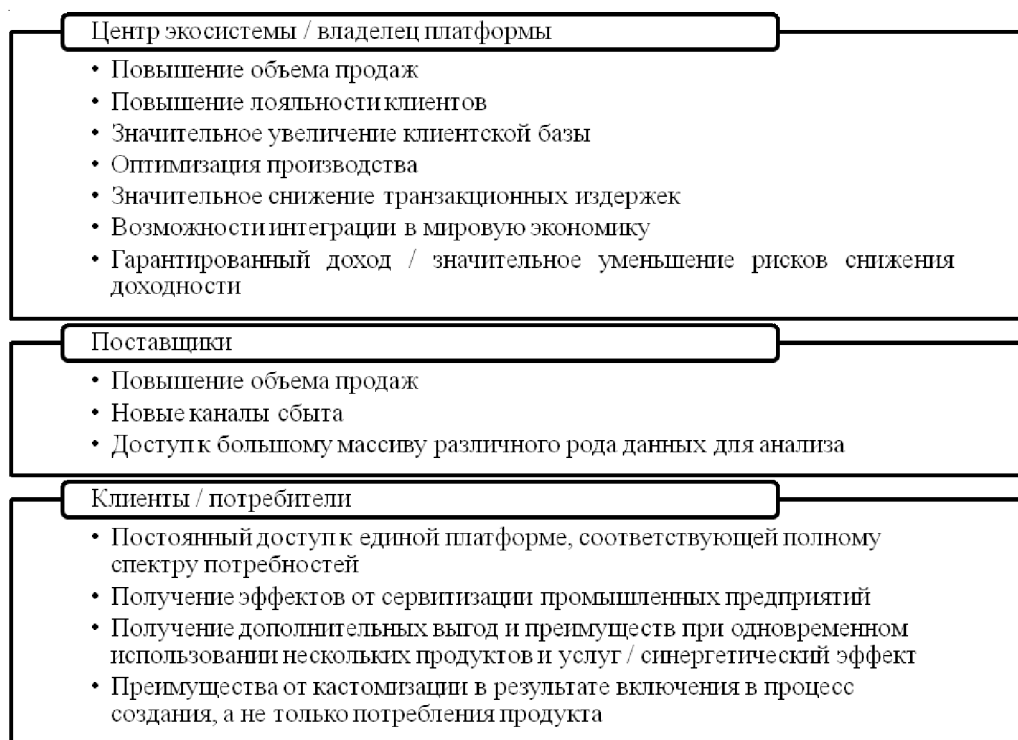 Центр экосистемы / владелец платформы
• Повышение объема продаж
• Повышение лояльности клиентов
• Значительное увеличение клиентской базы
• Оптимизация производства
• Значительное снижение транзакционных издержек
• Возможности интеграции в мировую экономику
• Гарантированный доход / значительное уменьшение рисков снижения
доходности
Поставщики
• Повышение объема продаж
• Новые каналы сбыта
• Доступ к большому массиву различного рода данных для анализа
Клиенты / потребители
• Постоянный доступ к единой платформе, соответствующей полному
спектру потребностей
• Получение эффектов от сервитизации промышленных предприятий
• Получение дополнительных выгод и преимуществ при одновременном
использовании нескольких продуктов и услуг / синергетический эффект
• Преимущества от кастомизации в результате включения в процесс
создания, а не только потребления продукта